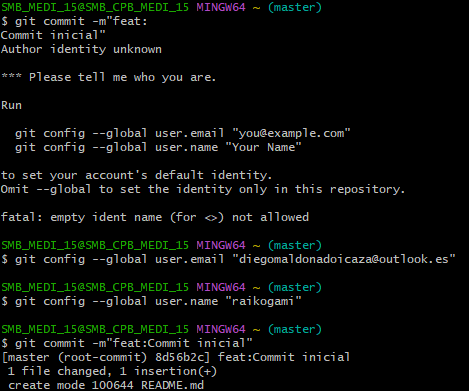 SMB_MEDI_15@SMB_CPB_MEDI_15 MINGW64 ~ (master)
$ git commit -m"feat:
Commit inicial"
Author identity unknown
*** Please tell me who you are.
Run
git config --global user.email "you@example.com"
git config --global user.name "Your Name"
to set your account's default identity.
Omit --global to set the identity only in this repository.
fatal: empty ident name (for <>) not allowed
SMB_MEDI_15@SMB_CPB_MEDI_15 MINGW64 ~ (master)
$ git config --global user.email "diegomaldonadoicaza@outlook.es"
SMB_MEDI_15@SMB_CPB_MEDI_15 MINGW64 ~ (master)
$ git config --global user.name "raikogami"
SMB_MEDI_15@SMB_CPB_MEDI_15 MINGW64 ~ (master)
$ git commit -m"feat:Commit inicial"
[master (root-commit) 8d56b2c] feat:Commit inicial
1 file changed, 1 insertion(+)
create mode 100644 README.md